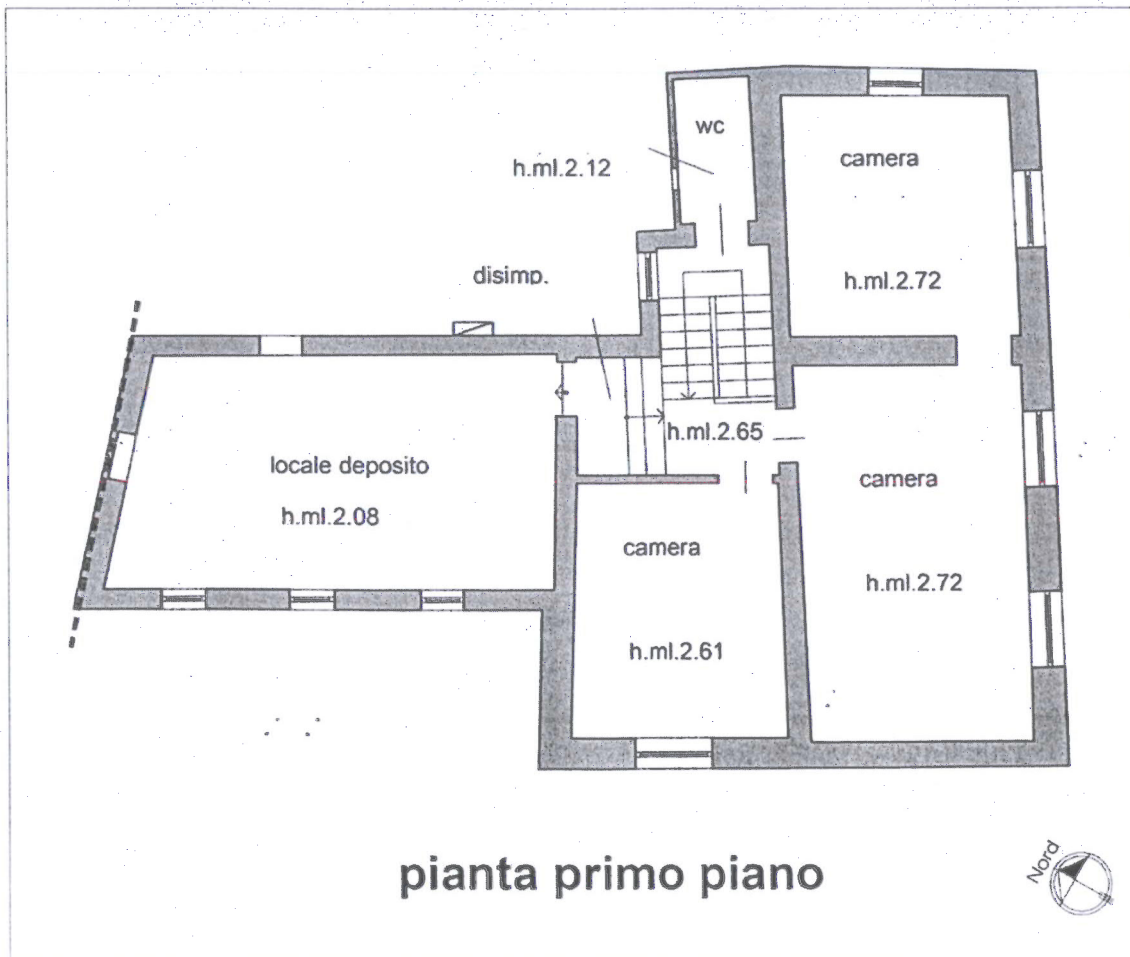 wc
h.ml.2.12
camera
disimp.
h.ml.2.72
h.ml.2.65
locale deposito
camera
h.ml.2.08
camera
h.ml.2.72
h.ml.2.61
pianta primo piano
Nord